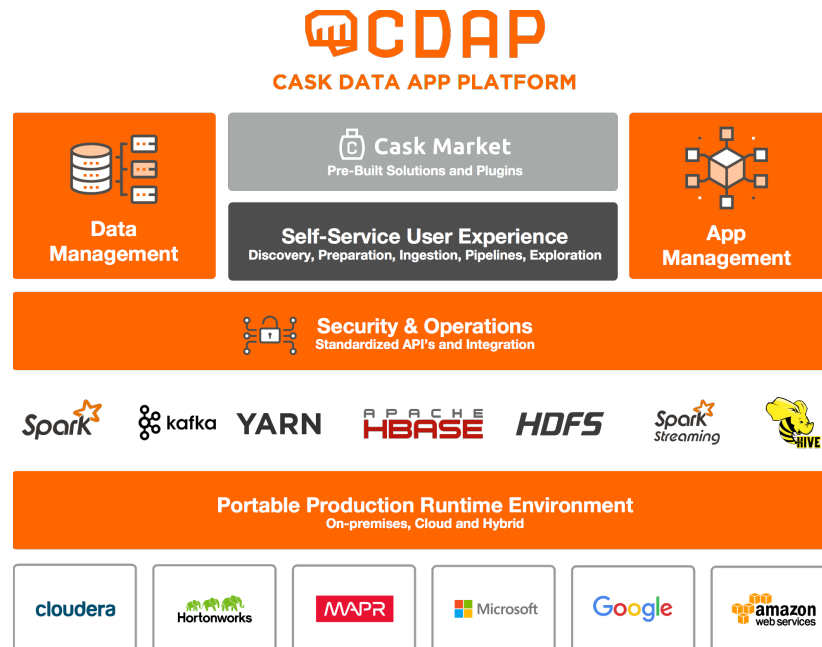 CDAP
CASK DATA APP PLATFORM
Data
Management
C
Cask Market
Pre-Built Solutions and Plugins
Self-Service User Experience
Discovery, Preparation, Ingestion, Pipelines, Exploration
App
Management
Security & Operations
Standardized API's and Integration
Spark
kafka
YARN
APACHE
HBASE
HDFS
Spark
Streaming
HIVE
Portable Production Runtime Environment
On-premises, Cloud and Hybrid
cloudera
Hortonworks
MAPR
Microsoft
Google
amazon
web services